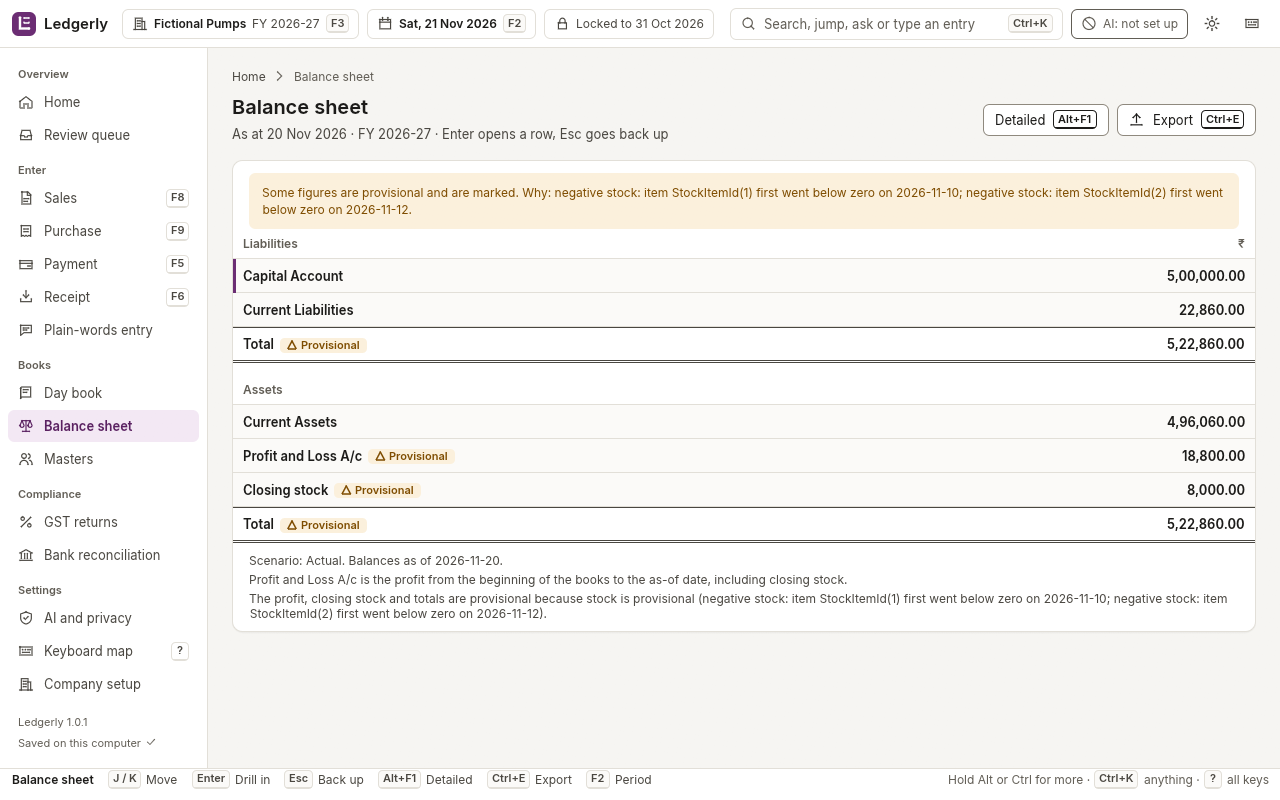 Ledgerly
Fictional Pumps FY 2026-27 F3
Sat, 21 Nov 2026 F2
Locked to 31 Oct 2026
Search, jump, ask or type an entry Ctrl+K
AI: not set up
Overview
Home
Review queue
Enter
Sales F8
Purchase F9
Payment F5
Receipt F6
Plain-words entry
Books
Day book
Balance sheet
Masters
Compliance
GST returns
Bank reconciliation
Settings
AI and privacy
Keyboard map ?
Company setup
Ledgerly 1.0.1
Saved on this computer
Home Balance sheet
Balance sheet
As at 20 Nov 2026 · FY 2026-27 · Enter opens a row, Esc goes back up
Detailed Alt+F1
Export Ctrl+E
Some figures are provisional and are marked. Why: negative stock: item StockItemId(1) first went below zero on 2026-11-10; negative stock: item StockItemId(2) first went
below zero on 2026-11-12.
Liabilities ₹
Capital Account 5,00,000.00
Current Liabilities 22,860.00
Total Provisional 5,22,860.00
Assets
Current Assets 4,96,060.00
Profit and Loss A/c Provisional 18,800.00
Closing stock Provisional 8,000.00
Total Provisional 5,22,860.00
Scenario: Actual. Balances as of 2026-11-20.
Profit and Loss A/c is the profit from the beginning of the books to the as-of date, including closing stock.
The profit, closing stock and totals are provisional because stock is provisional (negative stock: item StockItemId(1) first went below zero on 2026-11-10; negative stock: item
StockItemId(2) first went below zero on 2026-11-12).
Balance sheet J / K Move Enter Drill in Esc Back up Alt+F1 Detailed Ctrl+E Export F2 Period
Hold Alt or Ctrl for more · Ctrl+K anything · ? all keys